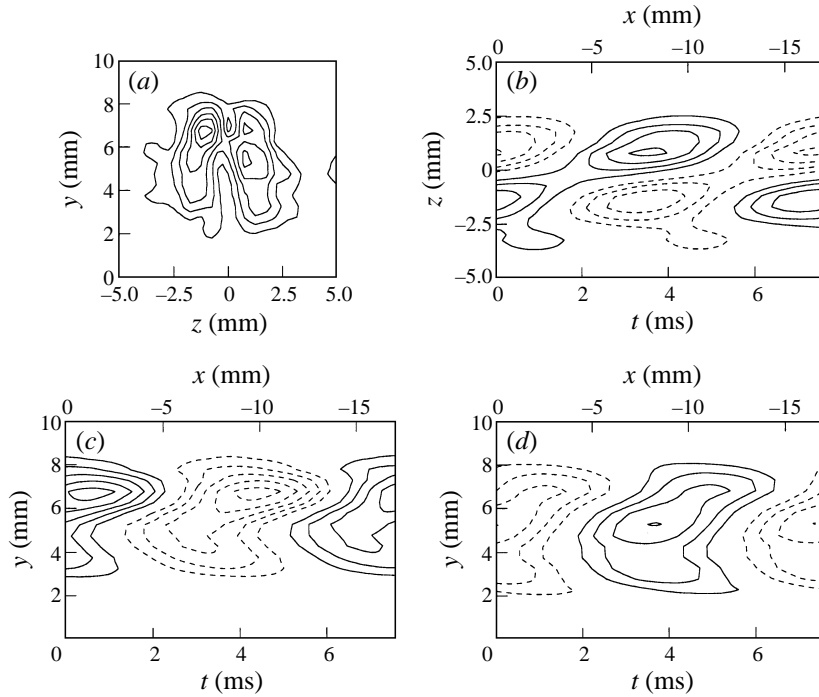 (a)
10
8
6
4
2
0
y (mm)
–5.0 –2.5 0 2.5 5.0
z (mm)
x (mm)
0 –5 –10 –15
(b)
5.0
2.5
0
–2.5
–5.0
z (mm)
0 2 4 6
t (ms)
x (mm)
0 –5 –10 –15
(c)
10
8
6
4
2
0
y (mm)
2 4 6
t (ms)
x (mm)
0 –5 –10 –15
(d)
10
8
6
4
2
0
y (mm)
2 4 6
t (ms)